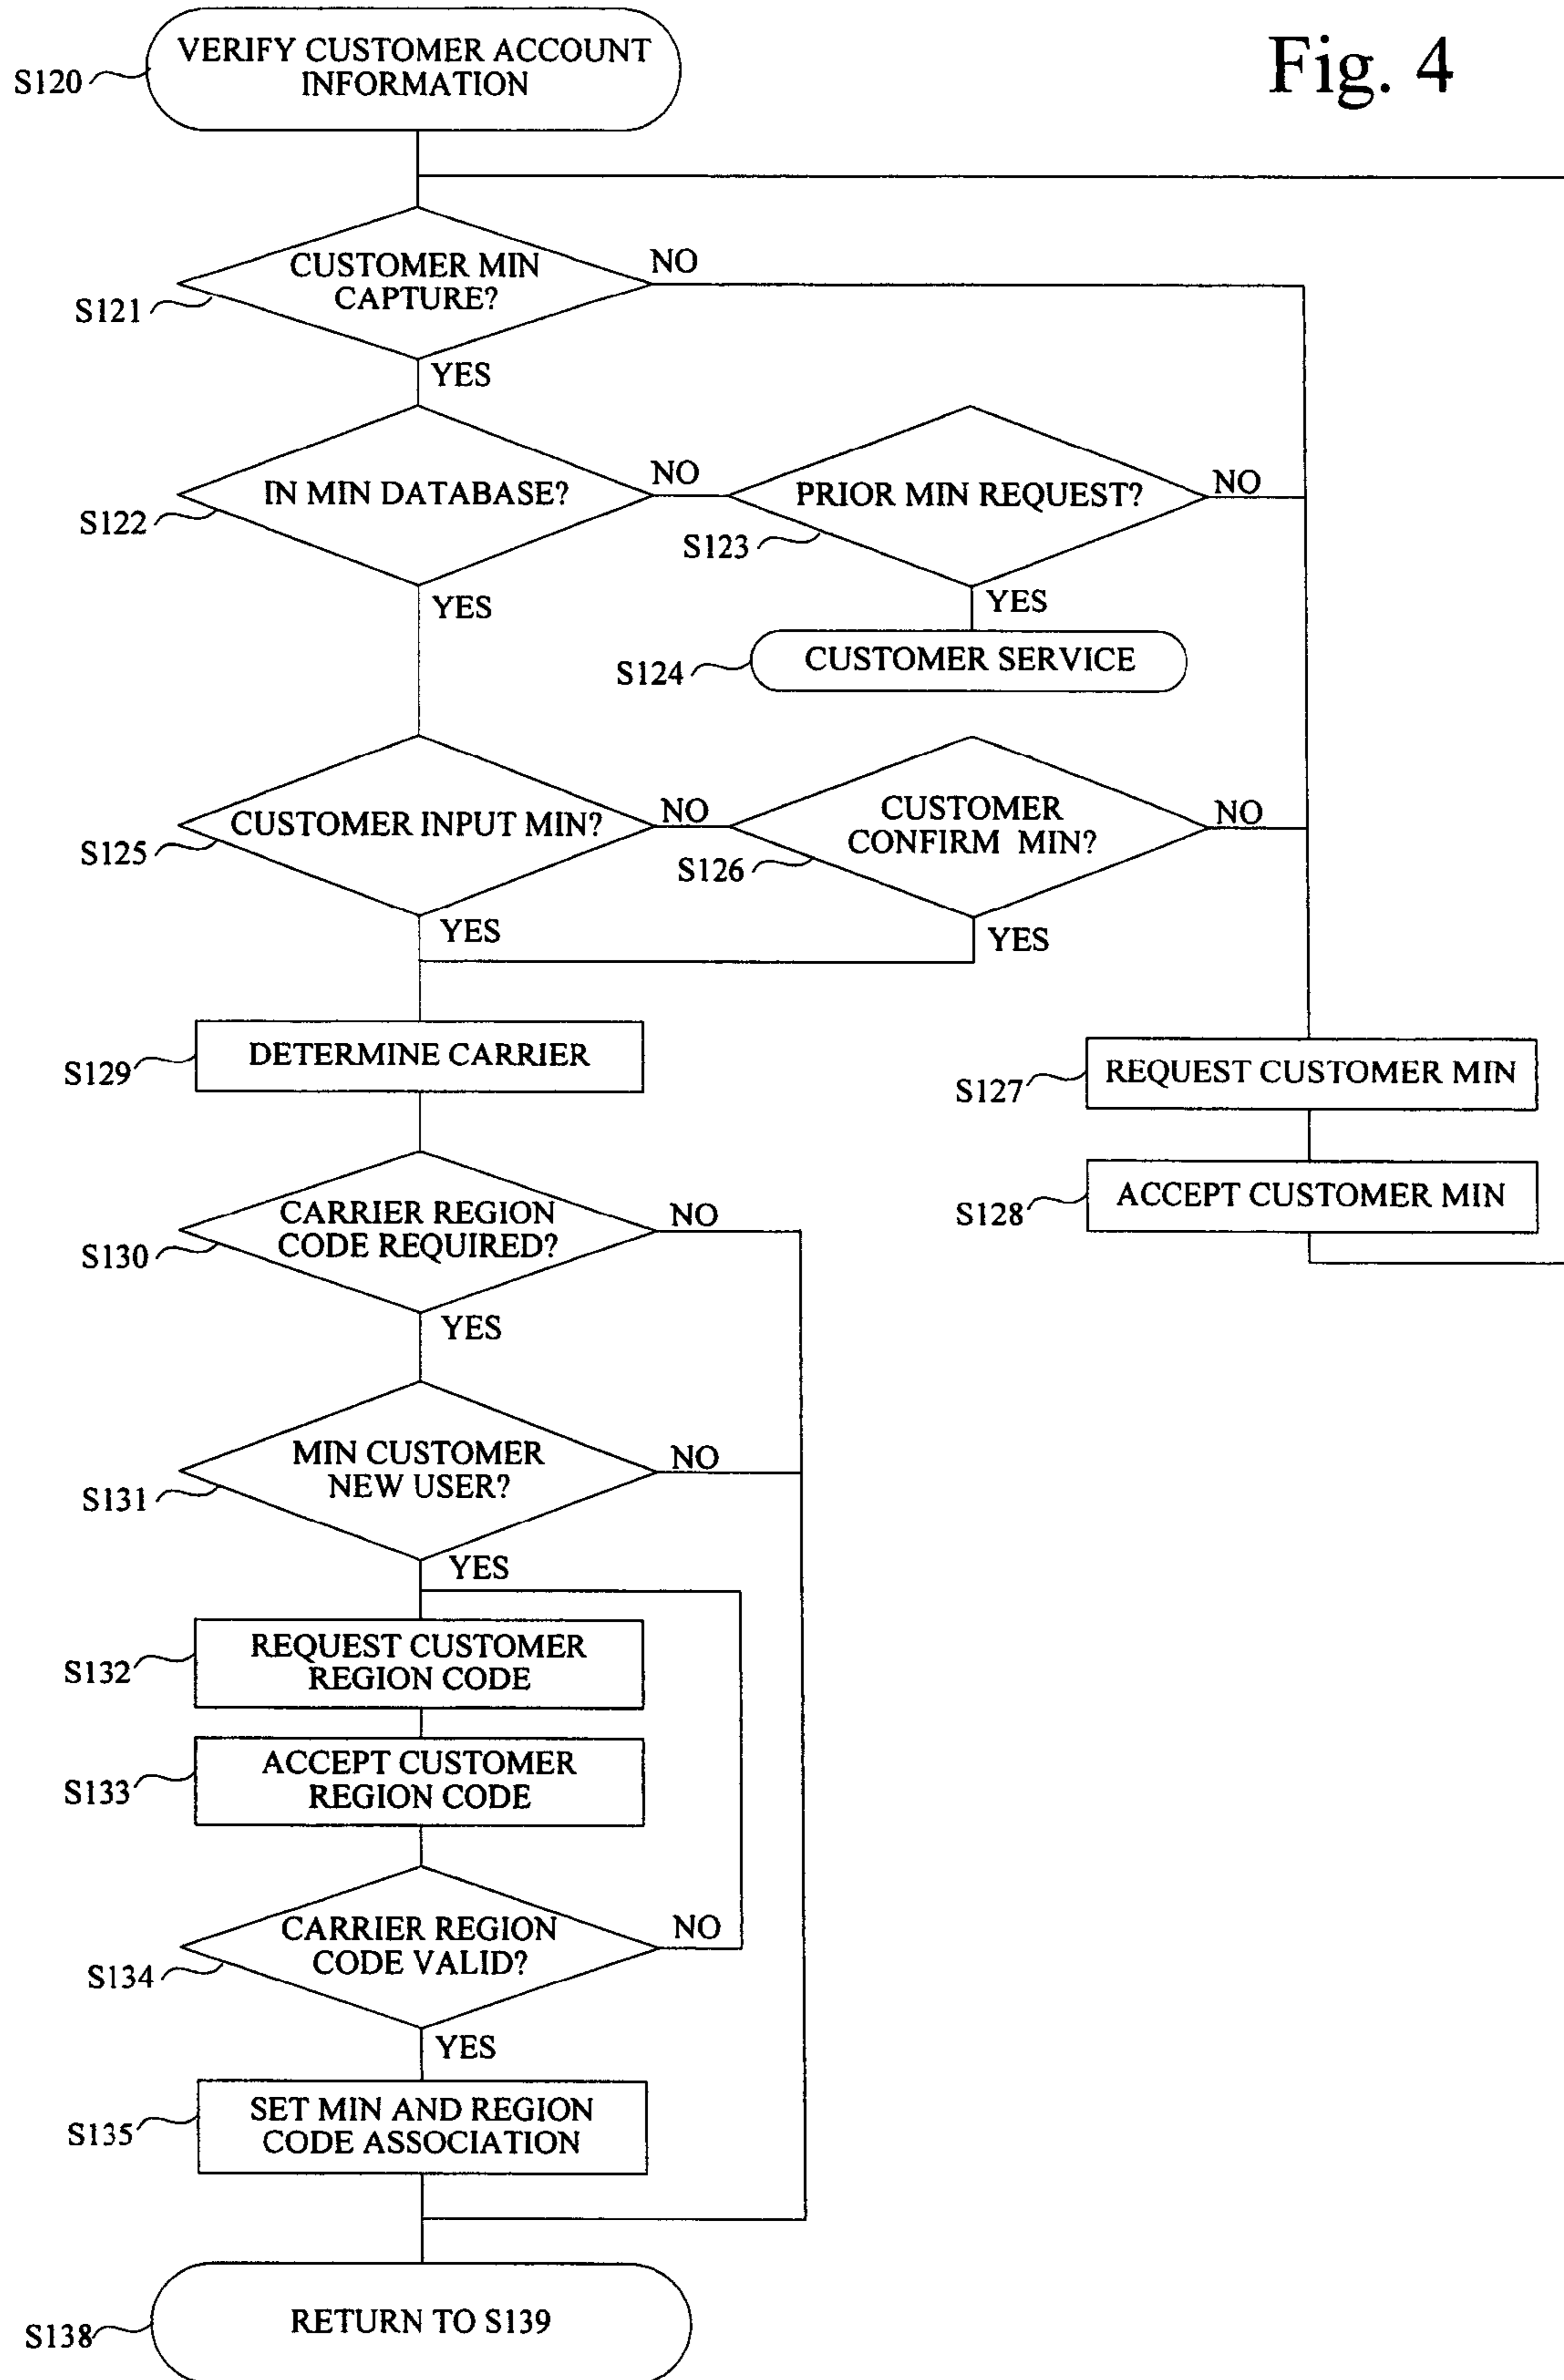 Fig. 4
VERIFY CUSTOMER ACCOUNT
INFORMATION
S120
CUSTOMER MIN
CAPTURE?
NO
S121
YES
IN MIN DATABASE?
NO
S122
YES
PRIOR MIN REQUEST?
NO
S123
YES
CUSTOMER SERVICE
S124
CUSTOMER INPUT MIN?
NO
S125
YES
CUSTOMER
CONFIRM MIN?
NO
S126
YES
DETERMINE CARRIER
S129
REQUEST CUSTOMER MIN
S127
ACCEPT CUSTOMER MIN
S128
CARRIER REGION
CODE REQUIRED?
NO
S130
YES
MIN CUSTOMER
NEW USER?
NO
S131
YES
REQUEST CUSTOMER
REGION CODE
S132
ACCEPT CUSTOMER
REGION CODE
S133
CARRIER REGION
CODE VALID?
NO
S134
YES
SET MIN AND REGION
CODE ASSOCIATION
S135
RETURN TO S139
S138